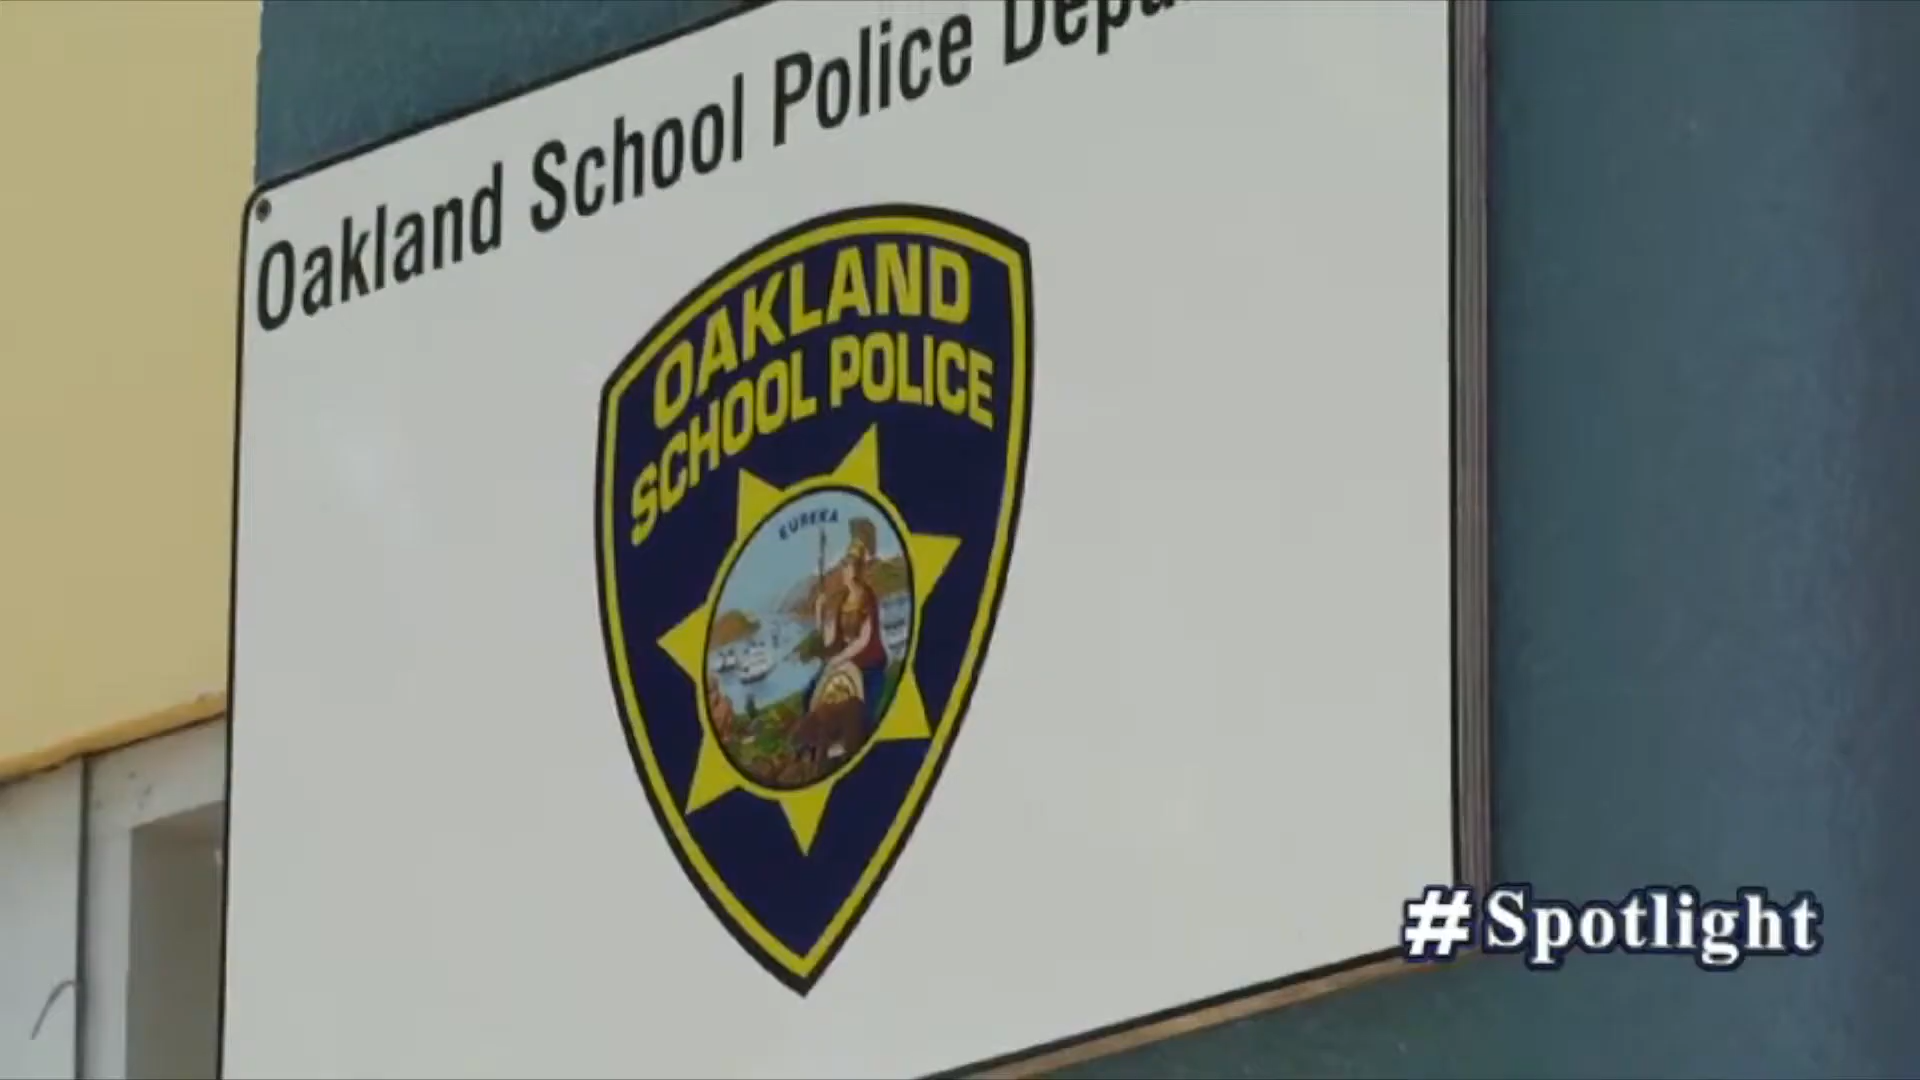 Oakland School Police
OAKLAND
SCHOOL POLICE
EUREKA
#Spotlight